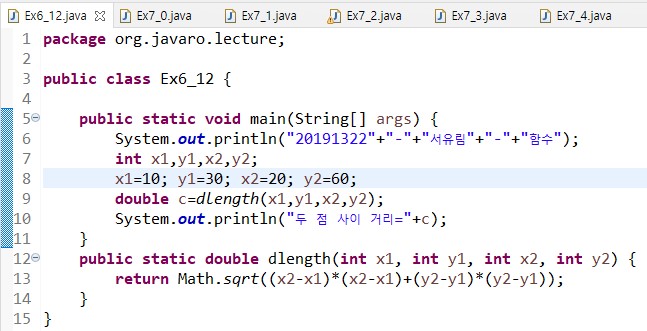 Ex6_12.java Ex7_0.java Ex7_1.java Ex7_2.java Ex7_3.java Ex7_4.java
1 package org.javaro.lecture;
2
3 public class Ex6_12 {
4
5 public static void main(String[] args) {
6 System.out.println("20191322"+"-"+"서유림"+"-"+"함수");
7 int x1,y1,x2,y2;
8 x1=10; y1=30; x2=20; y2=60;
9 double c=dlength(x1,y1,x2,y2);
10 System.out.println("두 점 사이 거리="+c);
11 }
12 public static double dlength(int x1, int y1, int x2, int y2) {
13 return Math.sqrt((x2-x1)*(x2-x1)+(y2-y1)*(y2-y1));
14 }
15 }